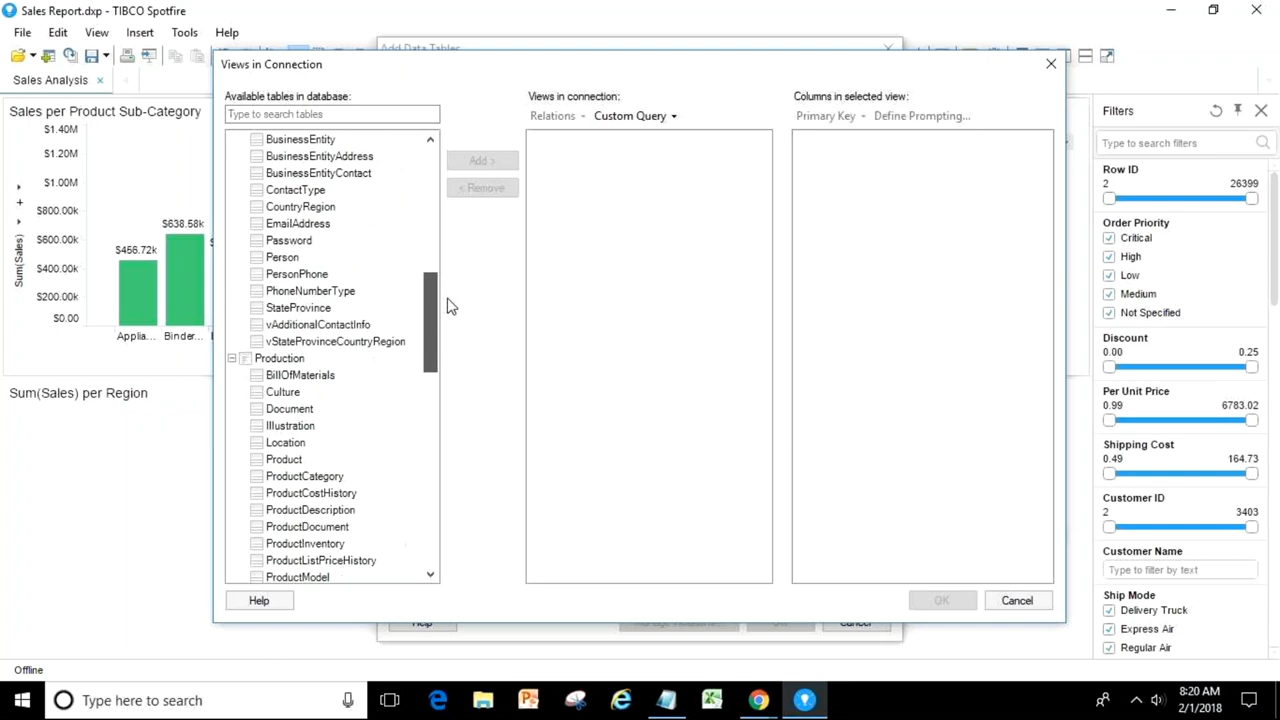 Sales Report.dxp - TIBCO Spotfire
File Edit View Insert Tools Help
Add Data Tables
Sales Analysis
Views in Connection
Available tables in database:
Type to search tables
BusinessEntity
BusinessEntityAddress
BusinessEntityContact
ContactType
CountryRegion
EmailAddress
Password
Person
PersonPhone
PhoneNumberType
StateProvince
vAdditionalContactInfo
vStateProvinceCountryRegion
Production
BillOfMaterials
Culture
Document
Illustration
Location
Product
ProductCategory
ProductCostHistory
ProductDescription
ProductDocument
ProductInventory
ProductListPriceHistory
ProductModel
Add >
< Remove
Views in connection:
Relations Custom Query
Columns in selected view:
Primary Key Define Prompting...
Help
OK
Cancel
Help
Cancel
Sales per Product Sub-Category
$1.40M
$1.20M
$1.00M
$800.00k
$600.00k
$400.00k
$200.00k
$0.00
Sum(Sales)
$466.72k
$638.58k
Applia...
Binder...
Sum(Sales) per Region
Filters
Type to search filters
Row ID
2 26399
Order Priority
Critical
High
Low
Medium
Not Specified
Discount
0.00 0.25
Per Unit Price
0.99 6783.02
Shipping Cost
0.49 164.73
Customer ID
2 3403
Customer Name
Type to filter by text
Ship Mode
Delivery Truck
Express Air
Regular Air
Offline
Type here to search
8:20 AM
2/1/2018